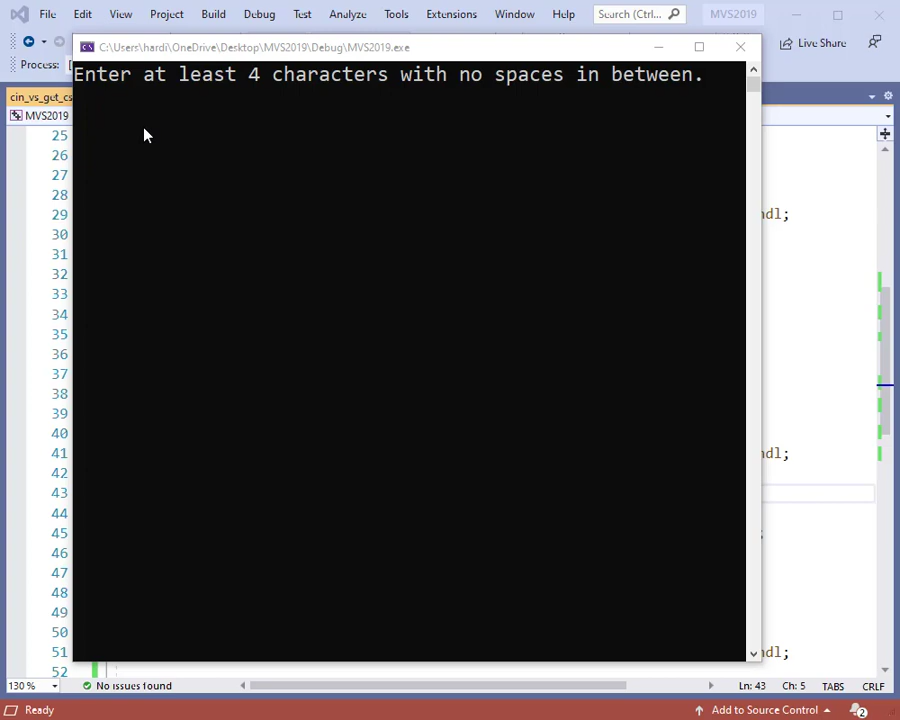 File Edit View Project Build Debug Test Analyze Tools Extensions Window Help Search (Ctrl... MVS2019
C:\Users\hardi\OneDrive\Desktop\MVS2019\Debug\MVS2019.exe
Live Share
Process:
Enter at least 4 characters with no spaces in between.
cin_vs_get_cs
MVS2019
25
26
27
28
29 ndl;
30
31
32
33
34
35
36
37
38
39
40
41 ndl;
42
43
44
45 ;
46
47
48
49
50
51 ndl;
52
130 % No issues found Ln: 43 Ch: 5 TABS CRLF
Ready Add to Source Control 2